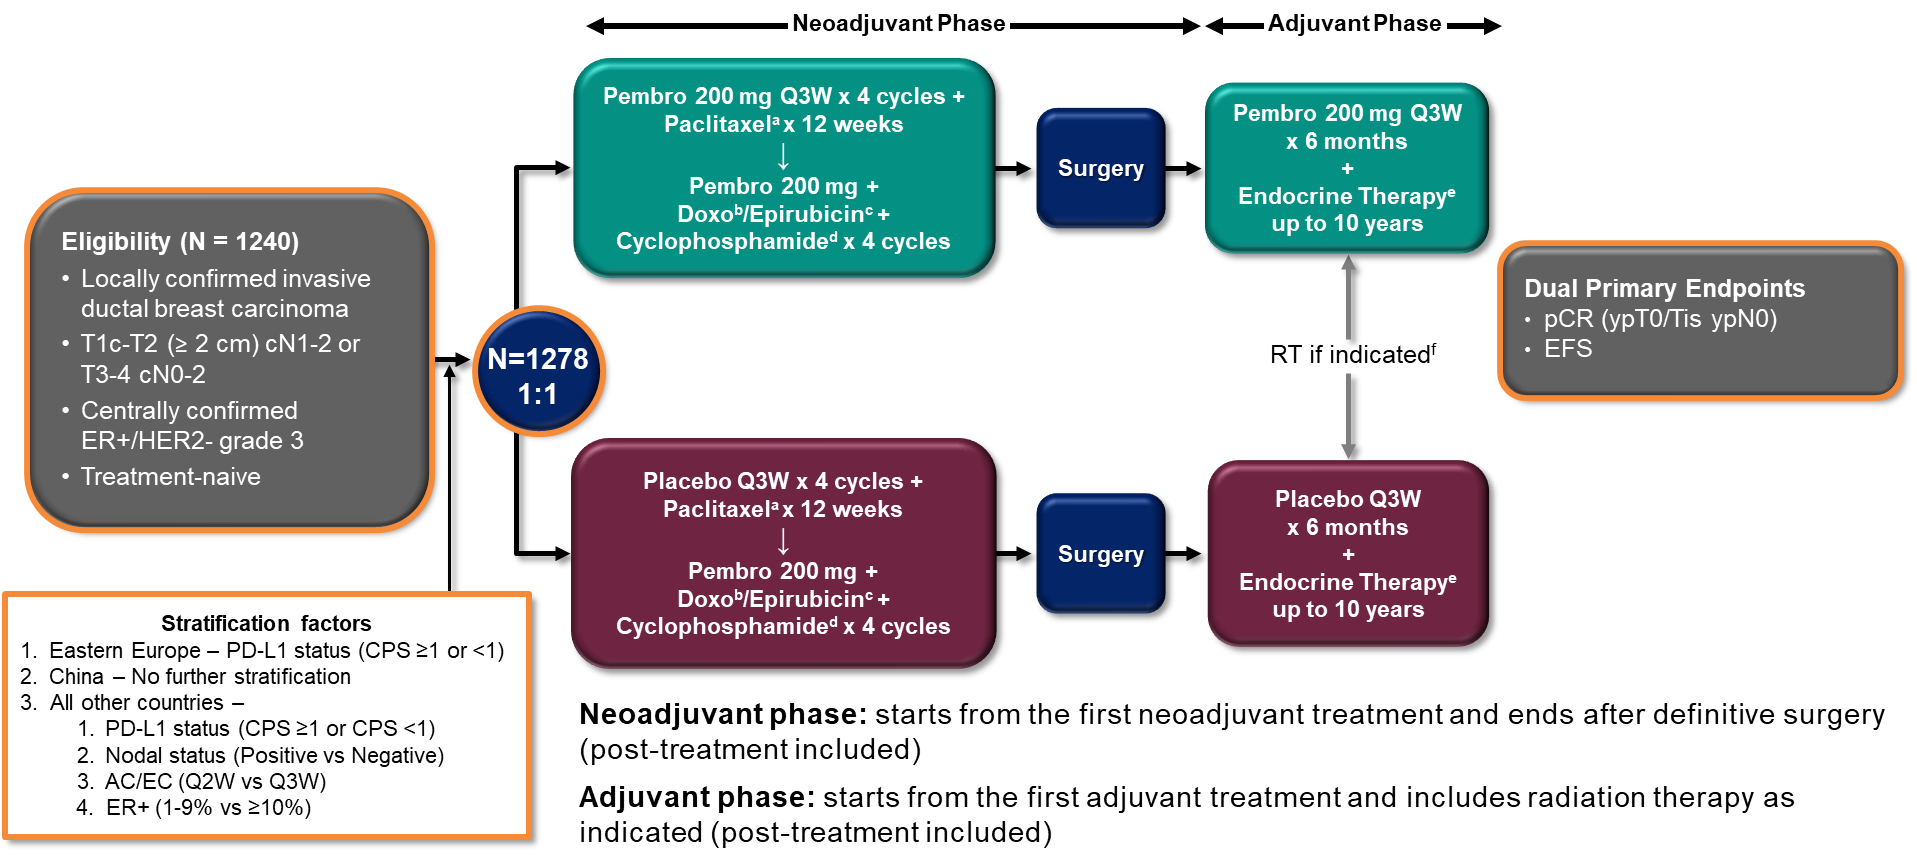 Neoadjuvant Phase
Adjuvant Phase
Pembro 200 mg Q3W x 4 cycles +
Paclitaxelᵃ x 12 weeks
↓
Pembro 200 mg +
Doxoᵇ/Epirubicinᶜ +
Cyclophosphamideᵈ x 4 cycles
Surgery
Pembro 200 mg Q3W
x 6 months
+
Endocrine Therapyᵉ
up to 10 years
Eligibility (N = 1240)
• Locally confirmed invasive
ductal breast carcinoma
• T1c-T2 (≥ 2 cm) cN1-2 or
T3-4 cN0-2
• Centrally confirmed
ER+/HER2- grade 3
• Treatment-naive
N=1278
1:1
RT if indicatedᶠ
Dual Primary Endpoints
• pCR (ypT0/Tis ypN0)
• EFS
Placebo Q3W x 4 cycles +
Paclitaxelᵃ x 12 weeks
↓
Pembro 200 mg +
Doxoᵇ/Epirubicinᶜ +
Cyclophosphamideᵈ x 4 cycles
Surgery
Placebo Q3W
x 6 months
+
Endocrine Therapyᵉ
up to 10 years
Stratification factors
1. Eastern Europe – PD-L1 status (CPS ≥1 or <1)
2. China – No further stratification
3. All other countries –
1. PD-L1 status (CPS ≥1 or CPS <1)
2. Nodal status (Positive vs Negative)
3. AC/EC (Q2W vs Q3W)
4. ER+ (1-9% vs ≥10%)
Neoadjuvant phase: starts from the first neoadjuvant treatment and ends after definitive surgery
(post-treatment included)
Adjuvant phase: starts from the first adjuvant treatment and includes radiation therapy as
indicated (post-treatment included)